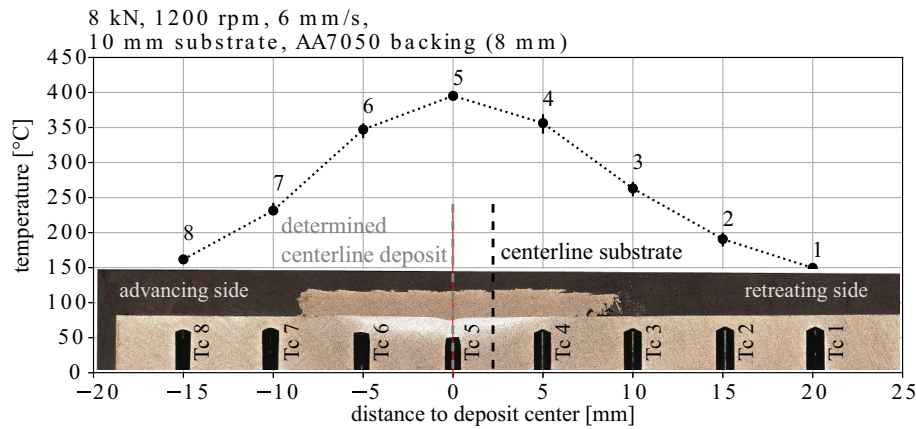 8 kN, 1200 rpm, 6 mm/s,
10 mm substrate, AA7050 backing (8 mm)
temperature [°C]
450
400
350
300
250
200
150
100
50
0
8
7
6
5
4
3
2
1
determined
centerline deposit
centerline substrate
advancing side
retreating side
Tc 8
Tc 7
Tc 6
Tc 5
Tc 4
Tc 3
Tc 2
Tc 1
−20
−15
−10
−5
0
5
10
15
20
25
distance to deposit center [mm]